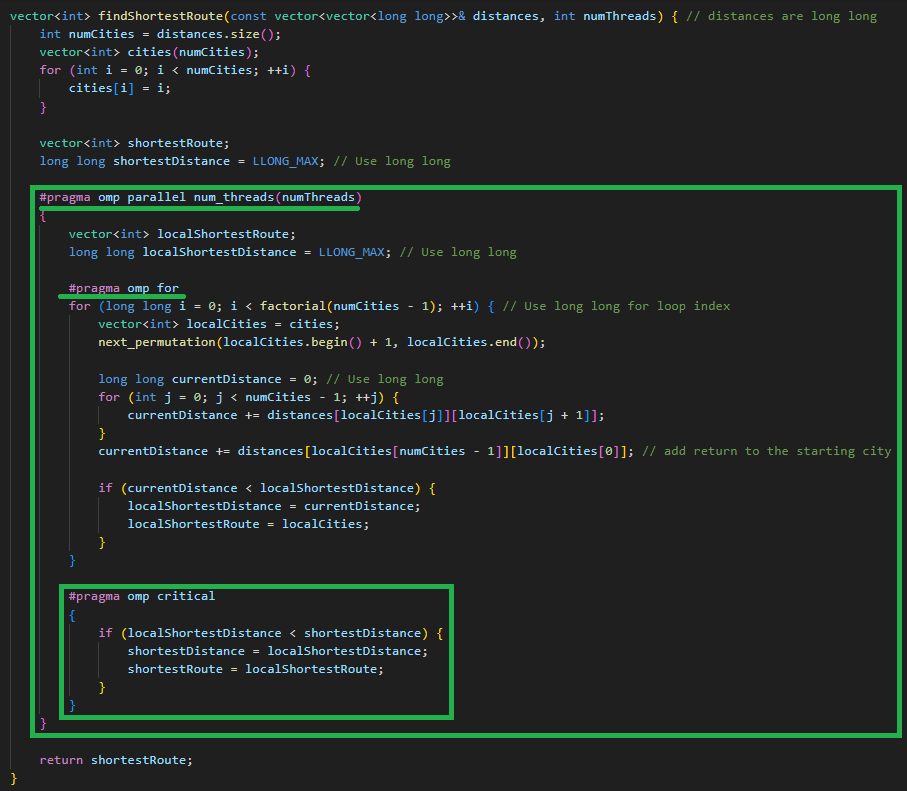 vector<int> findShortestRoute(const vector<vector<long long>>& distances, int numThreads) { // distances are long long
    int numCities = distances.size();
    vector<int> cities(numCities);
    for (int i = 0; i < numCities; ++i) {
        cities[i] = i;
    }

    vector<int> shortestRoute;
    long long shortestDistance = LLONG_MAX; // Use long long

    #pragma omp parallel num_threads(numThreads)
    {
        vector<int> localShortestRoute;
        long long localShortestDistance = LLONG_MAX; // Use long long

        #pragma omp for
        for (long long i = 0; i < factorial(numCities - 1); ++i) { // Use long long for loop index
            vector<int> localCities = cities;
            next_permutation(localCities.begin() + 1, localCities.end());

            long long currentDistance = 0; // Use long long
            for (int j = 0; j < numCities - 1; ++j) {
                currentDistance += distances[localCities[j]][localCities[j + 1]];
            }
            currentDistance += distances[localCities[numCities - 1]][localCities[0]]; // add return to the starting city

            if (currentDistance < localShortestDistance) {
                localShortestDistance = currentDistance;
                localShortestRoute = localCities;
            }
        }

        #pragma omp critical
        {
            if (localShortestDistance < shortestDistance) {
                shortestDistance = localShortestDistance;
                shortestRoute = localShortestRoute;
            }
        }
    }

    return shortestRoute;
}